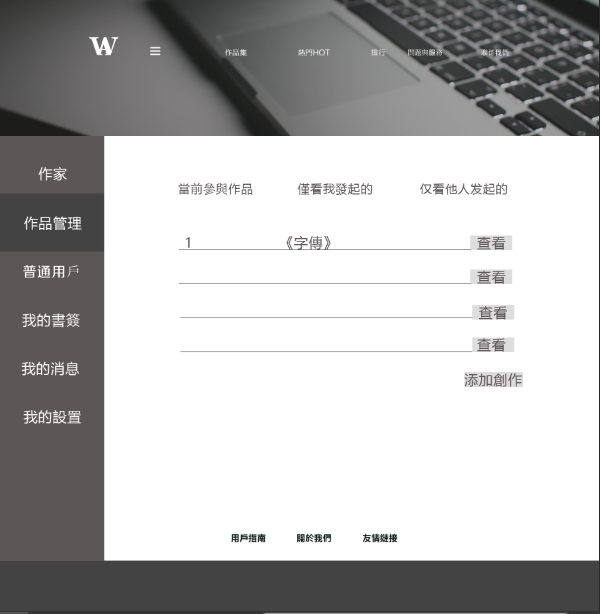 W
作品集 熱門HOT 排行 問題與服務 聯係我們
作家
作品管理
普通用戶
我的書簽
我的消息
我的設置
當前參與作品 僅看我發起的 仅看他人发起的
1 《字傳》 查看
查看
查看
查看
添加創作
用戶指南 關於我們 友情鏈接